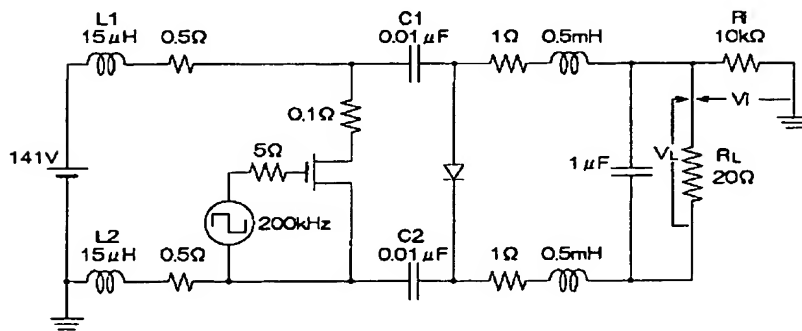 L1
15μH
0.5Ω
C1
0.01μF
1Ω
0.5mH
Ri
10kΩ
0.1Ω
Vi
141V
5Ω
1μF
VL
RL
20Ω
200kHz
L2
15μH
0.5Ω
C2
0.01μF
1Ω
0.5mH